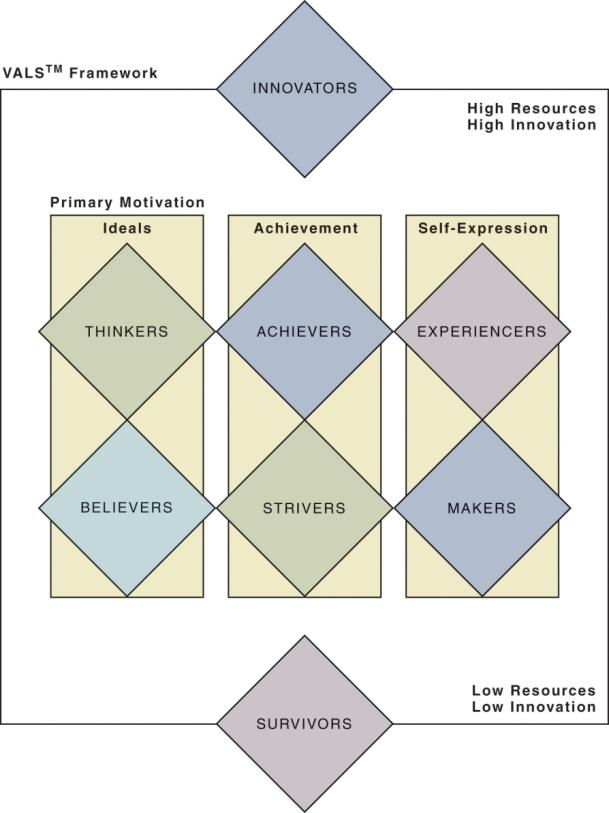 VALS™ Framework
INNOVATORS
High Resources
High Innovation
Primary Motivation
Ideals
Achievement
Self-Expression
THINKERS
ACHIEVERS
EXPERIENCERS
BELIEVERS
STRIVERS
MAKERS
Low Resources
Low Innovation
SURVIVORS